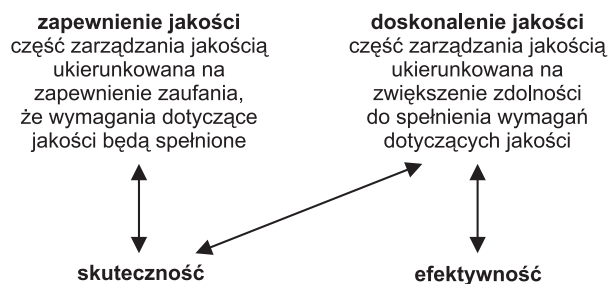 zapewnienie jakości
część zarządzania jakością
ukierunkowana na
zapewnienie zaufania,
że wymagania dotyczące
jakości będą spełnione
doskonalenie jakości
część zarządzania jakością
ukierunkowana na
zwiększenie zdolności
do spełnienia wymagań
dotyczących jakości
skuteczność
efektywność